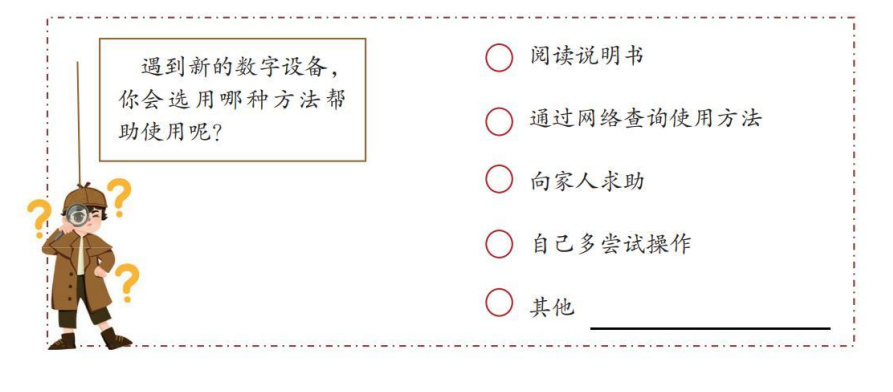 遇到新的数字设备，
你会选用哪种方法帮
助使用呢？
阅读说明书
通过网络查询使用方法
向家人求助
自己多尝试操作
其他